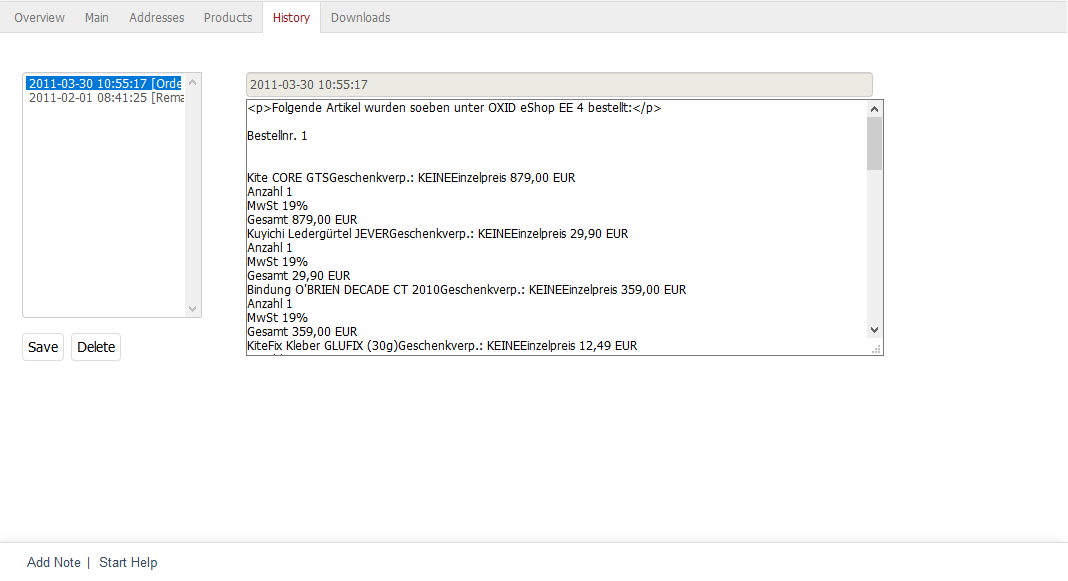 Overview Main Addresses Products History Downloads
2011-03-30 10:55:17 [Orde
2011-02-01 08:41:25 [Rema
Save Delete
2011-03-30 10:55:17
<p>Folgende Artikel wurden soeben unter OXID eShop EE 4 bestellt:</p>
Bestellnr. 1
Kite CORE GTSGeschenkverp.: KEINEEinzelpreis 879,00 EUR
Anzahl 1
MwSt 19%
Gesamt 879,00 EUR
Kuyichi Ledergürtel JEVERGeschenkverp.: KEINEEinzelpreis 29,90 EUR
Anzahl 1
MwSt 19%
Gesamt 29,90 EUR
Bindung O'BRIEN DECADE CT 2010Geschenkverp.: KEINEEinzelpreis 359,00 EUR
Anzahl 1
MwSt 19%
Gesamt 359,00 EUR
KiteFix Kleber GLUFIX (30g)Geschenkverp.: KEINEEinzelpreis 12,49 EUR
Add Note | Start Help